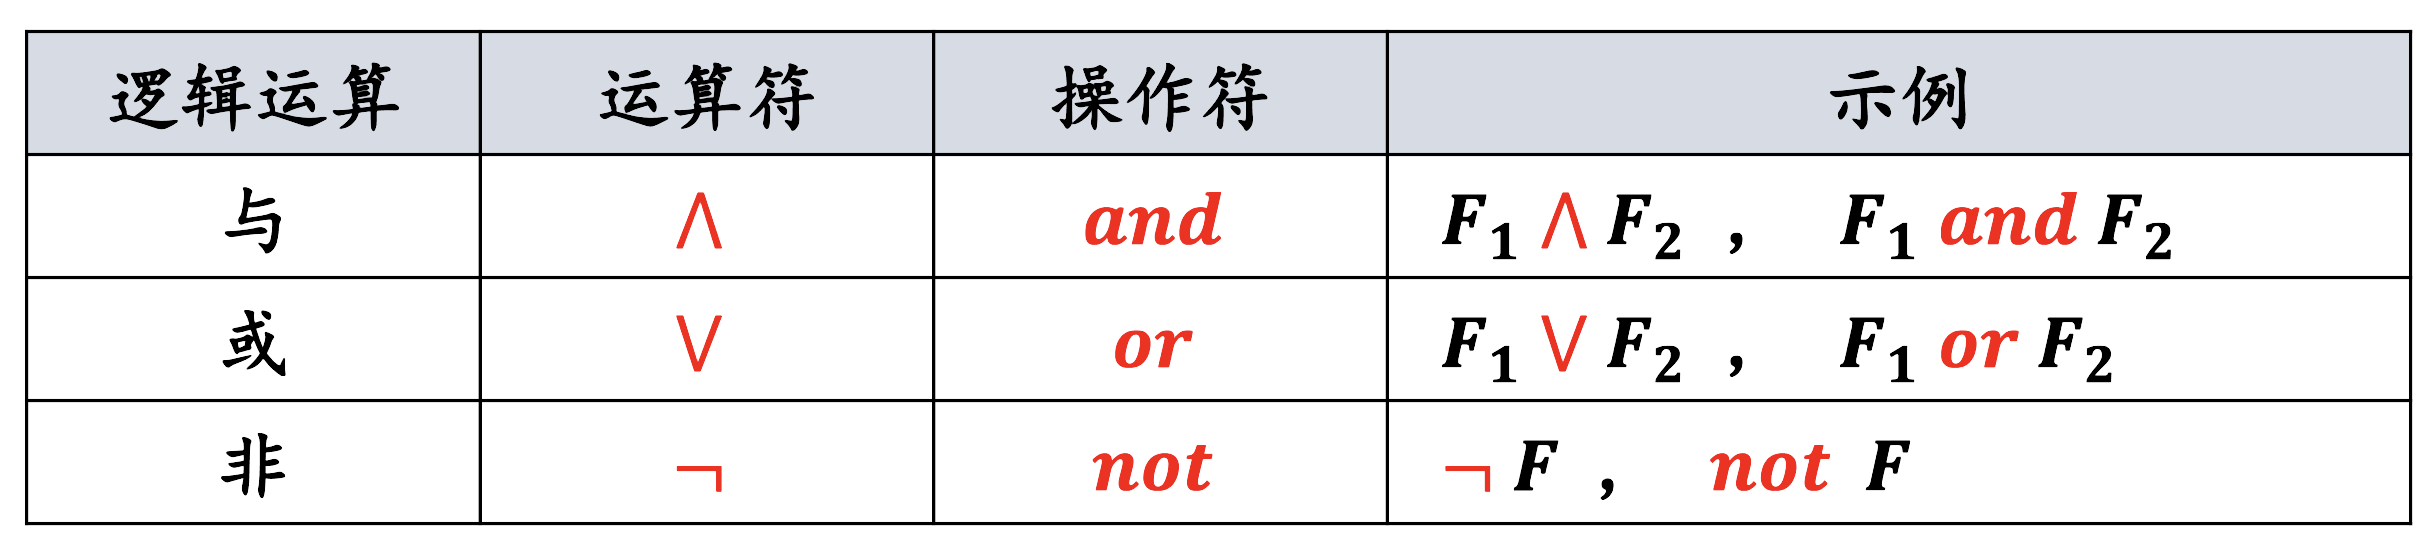 逻辑运算 运算符 操作符 示例
与 ∧ and F₁ ∧ F₂ , F₁ and F₂
或 ∨ or F₁ ∨ F₂ , F₁ or F₂
非 ¬ not ¬ F , not F